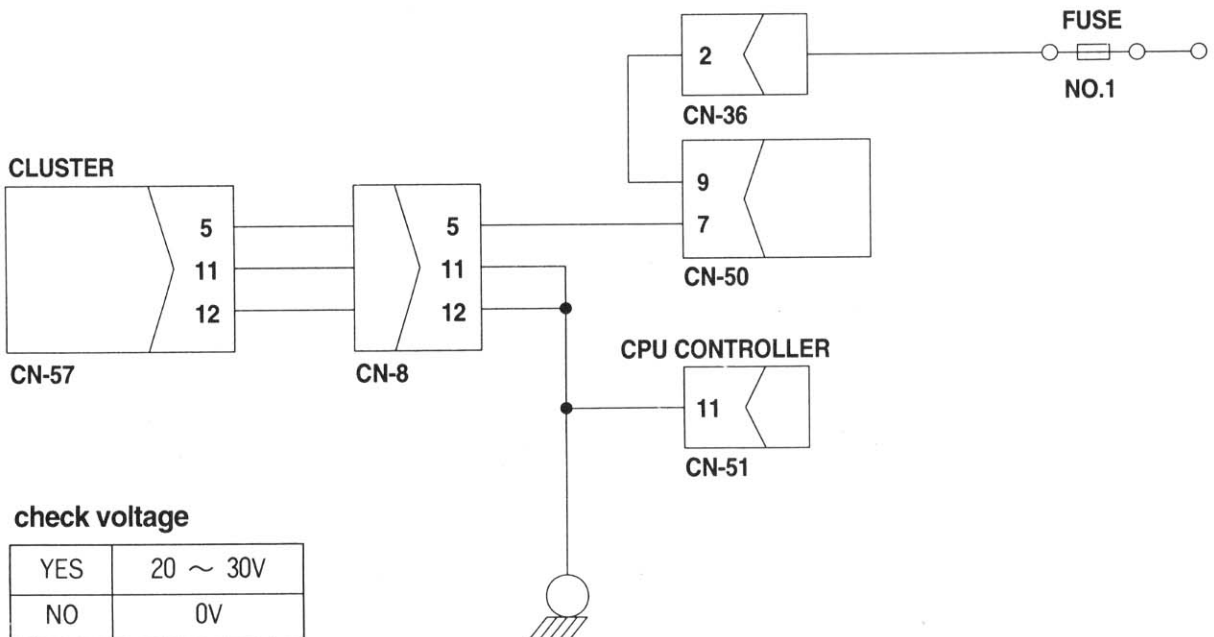 FUSE
NO.1
2
CN-36
CLUSTER
9
7
CN-50
5
11
12
CN-57
5
11
12
CN-8
CPU CONTROLLER
11
CN-51
check voltage
YES 20 ~ 30V
NO 0V